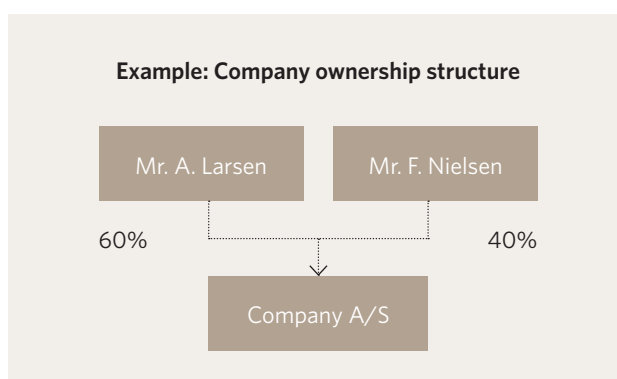 Example: Company ownership structure
Mr. A. Larsen
Mr. F. Nielsen
60%
40%
Company A/S